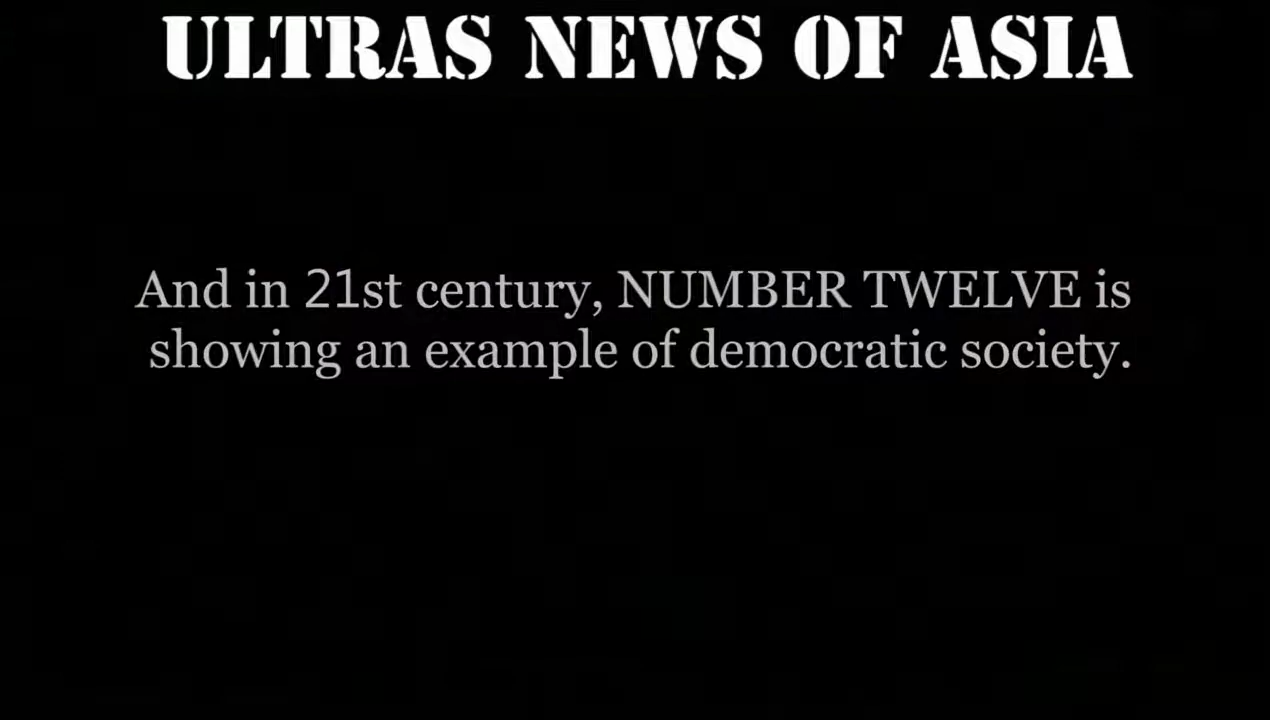 ULTRAS NEWS OF ASIA
And in 21st century, NUMBER TWELVE is
showing an example of democratic society.